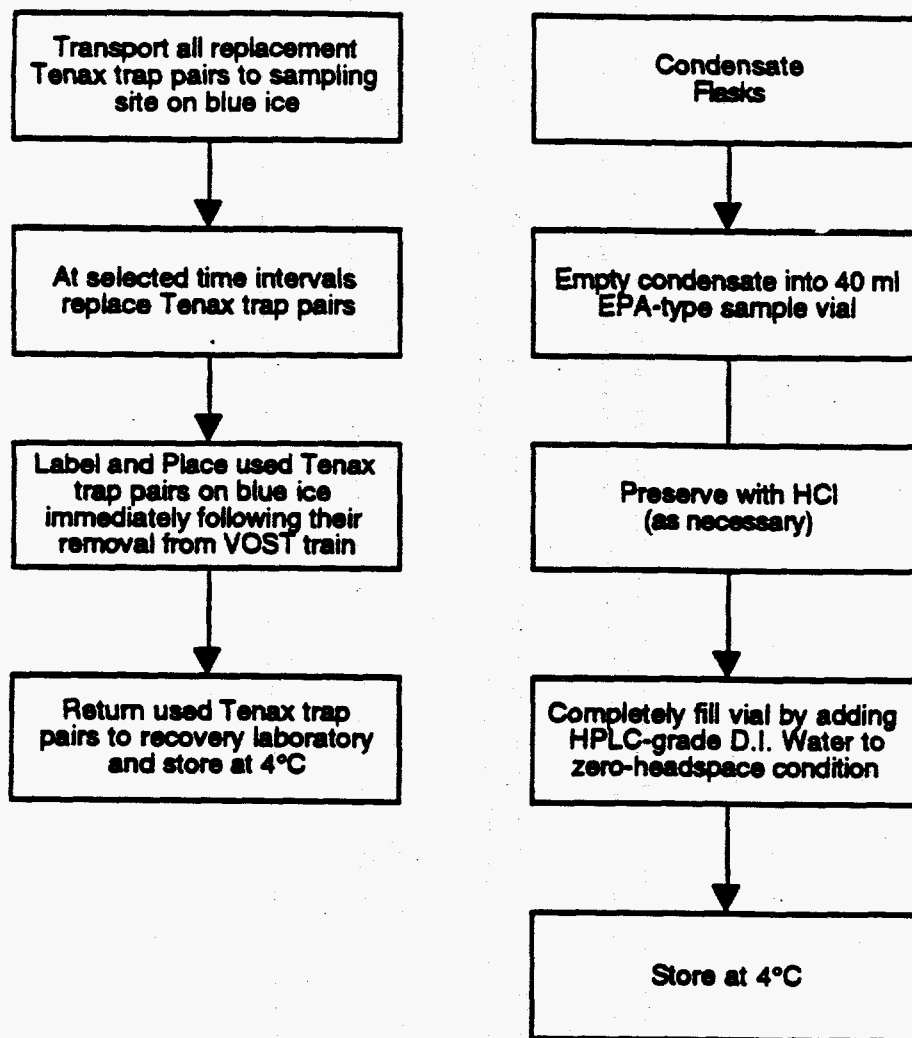 Transport all replacement
Tenax trap pairs to sampling
site on blue ice
At selected time intervals
replace Tenax trap pairs
Label and Place used Tenax
trap pairs on blue ice
immediately following their
removal from VOST train
Return used Tenax trap
pairs to recovery laboratory
and store at 4°C
Condensate
Flasks
Empty condensate into 40 ml
EPA-type sample vial
Preserve with HCl
(as necessary)
Completely fill vial by adding
HPLC-grade D.I. Water to
zero-headspace condition
Store at 4°C